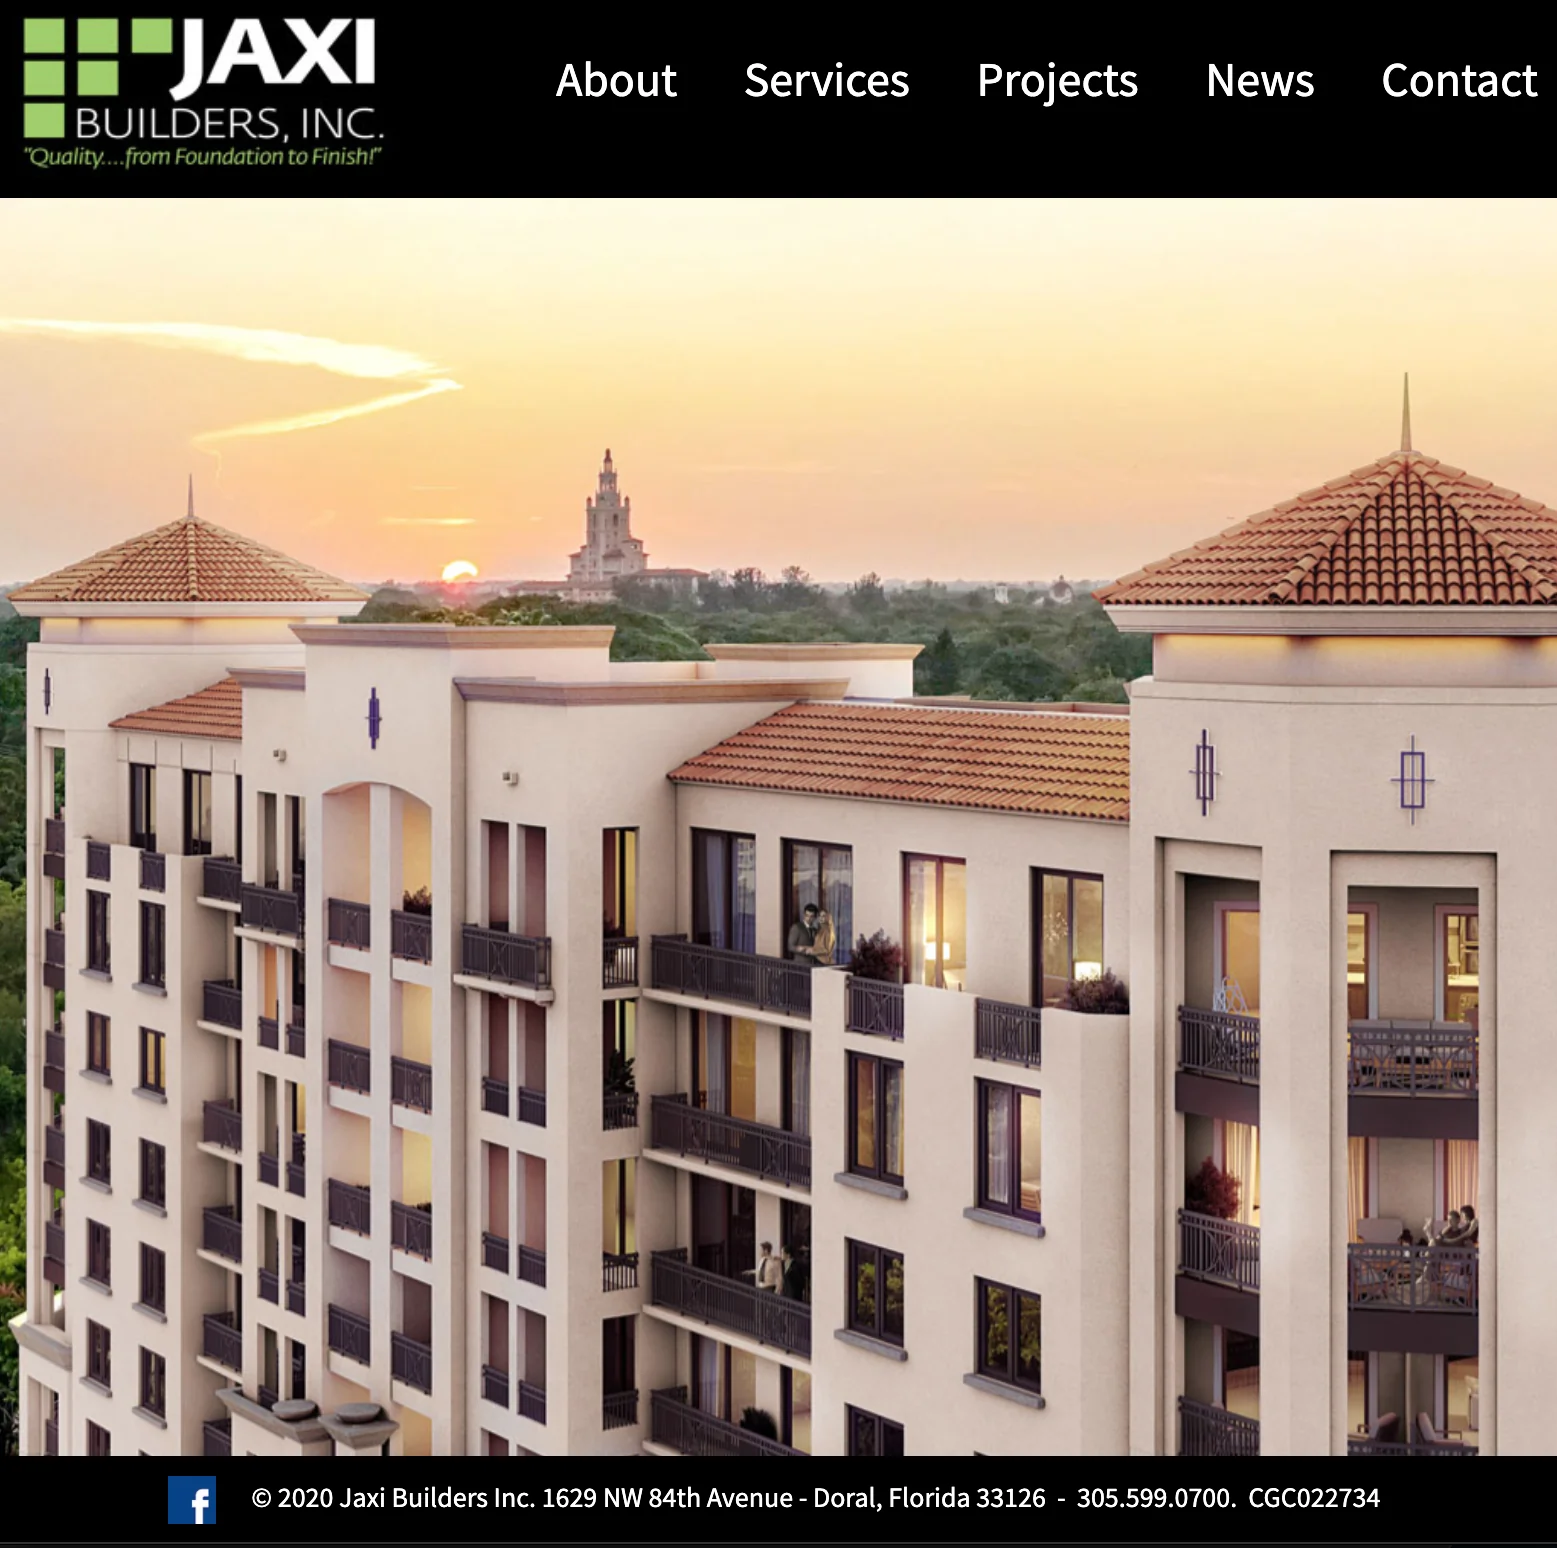 JAXI
BUILDERS, INC.
"Quality....from Foundation to Finish!"
About Services Projects News Contact
f
© 2020 Jaxi Builders Inc. 1629 NW 84th Avenue - Doral, Florida 33126 - 305.599.0700. CGC022734